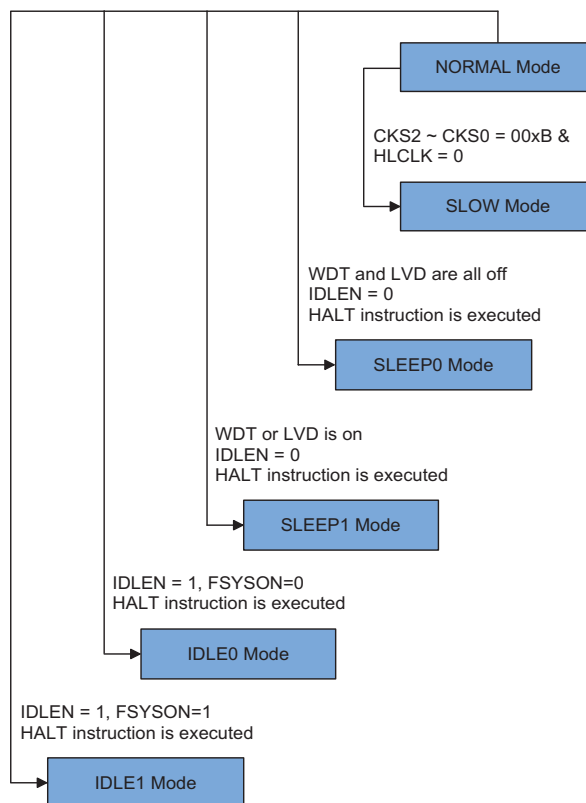 NORMAL Mode
CKS2 ~ CKS0 = 00xB &
HLCLK = 0
SLOW Mode
WDT and LVD are all off
IDLEN = 0
HALT instruction is executed
SLEEP0 Mode
WDT or LVD is on
IDLEN = 0
HALT instruction is executed
SLEEP1 Mode
IDLEN = 1, FSYSON=0
HALT instruction is executed
IDLE0 Mode
IDLEN = 1, FSYSON=1
HALT instruction is executed
IDLE1 Mode